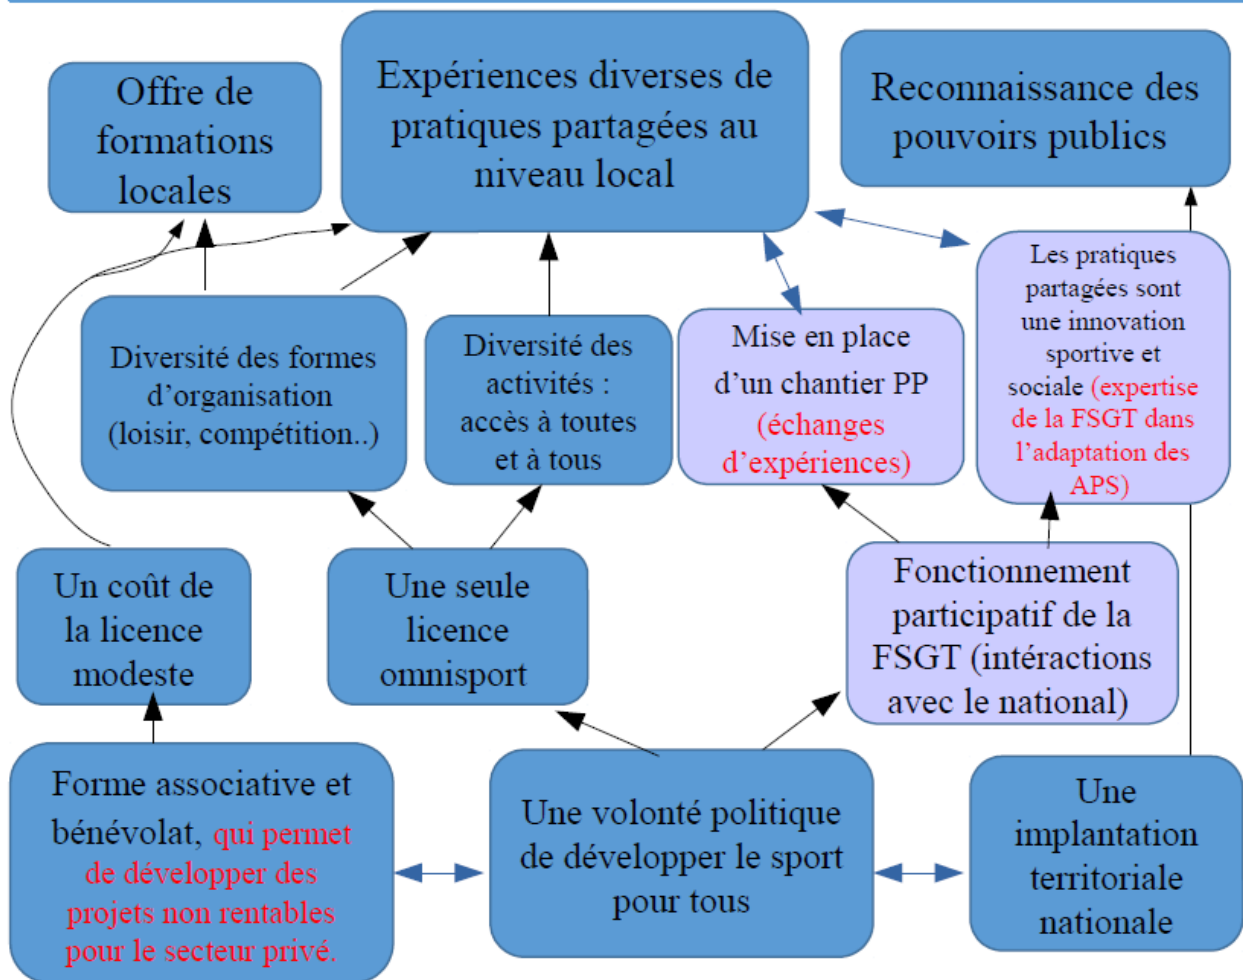 Offre de
formations
locales
Expériences diverses de
pratiques partagées au
niveau local
Reconnaissance des
pouvoirs publics
Diversité des formes
d’organisation
(loisir, compétition..)
Diversité des
activités :
accès à toutes
et à tous
Mise en place
d’un chantier PP
(échanges
d’expériences)
Les pratiques
partagées sont
une innovation
sportive et
sociale (expertise
de la FSGT dans
l’adaptation des
APS)
Un coût de
la licence
modeste
Une seule
licence
omnisport
Fonctionnement
participatif de la
FSGT (intéractions
avec le national)
Forme associative et
bénévolat, qui permet
de développer des
projets non rentables
pour le secteur privé.
Une volonté politique
de développer le sport
pour tous
Une
implantation
territoriale
nationale